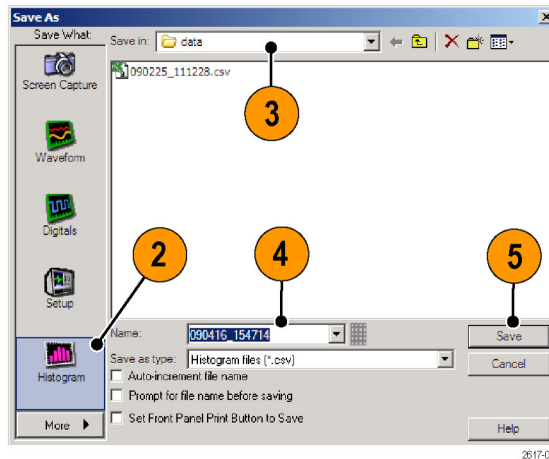 Save As
Save What:
Save in: data
Screen Capture
090225_111228.csv
3
Waveform
Digitals
2
4
5
Setup
Name: 090416_154714
Save
Save as type: Histogram files (*.csv)
Histogram
Cancel
Auto-increment file name
Prompt for file name before saving
Set Front Panel Print Button to Save
More
Help